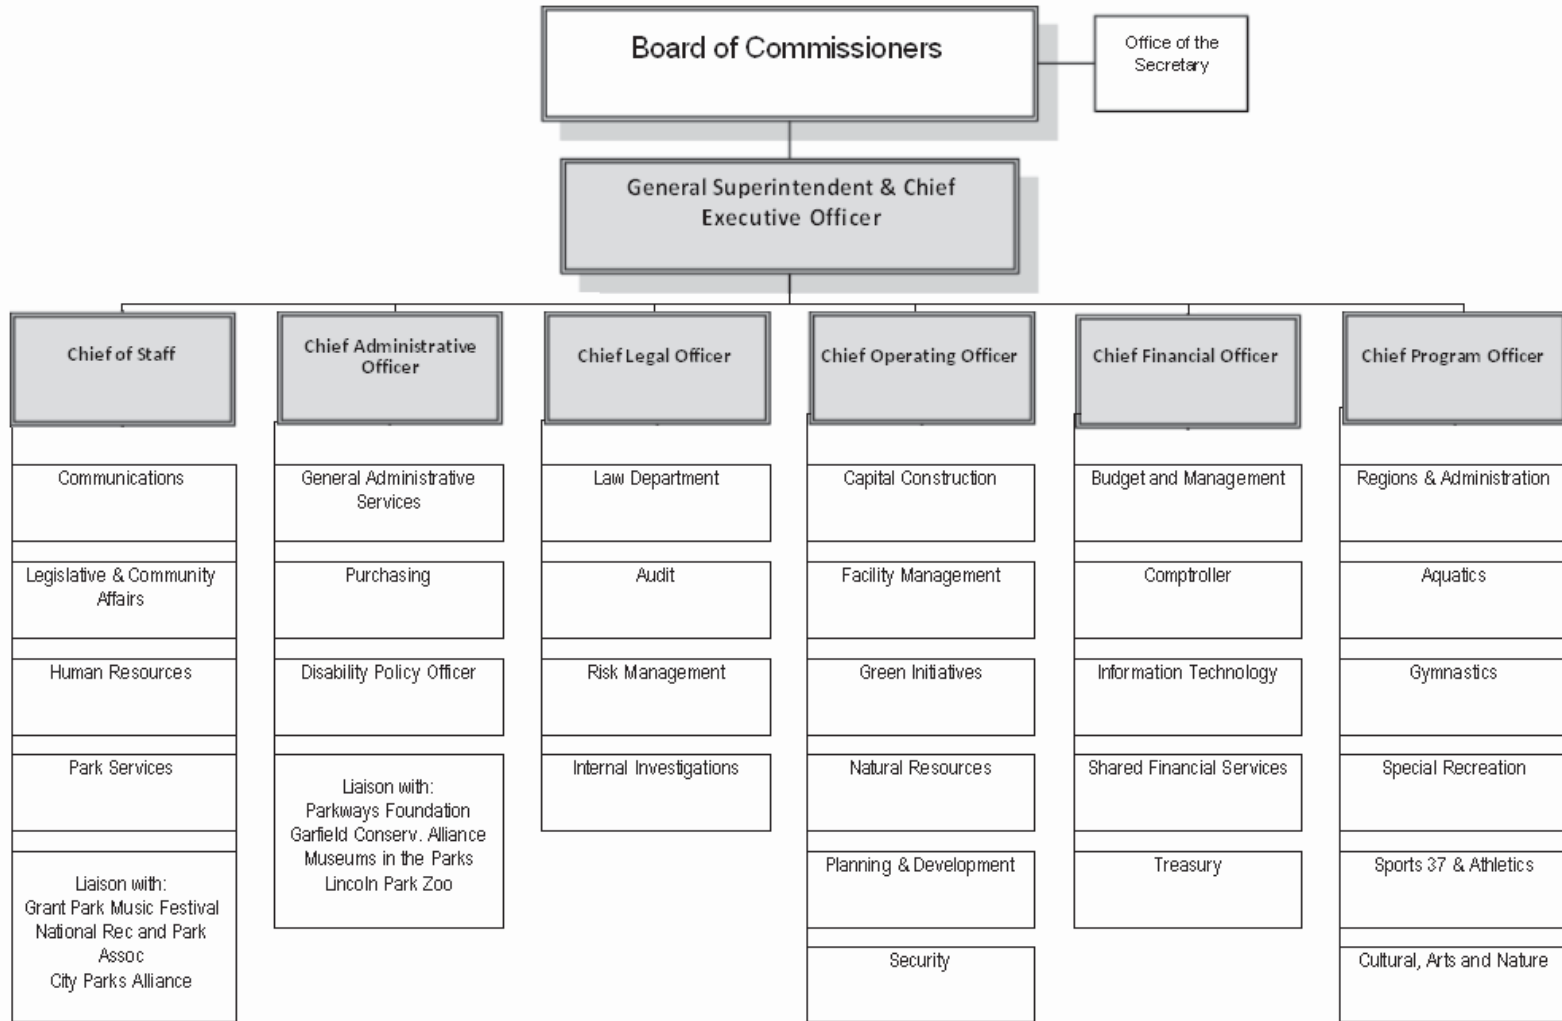 Board of Commissioners
Office of the
Secretary
General Superintendent & Chief
Executive Officer
Chief of Staff
Communications
Legislative & Community
Affairs
Human Resources
Park Services
Liaison with:
Grant Park Music Festival
National Rec and Park
Assoc
City Parks Alliance
Chief Administrative
Officer
General Administrative
Services
Purchasing
Disability Policy Officer
Liaison with:
Parkways Foundation
Garfield Conserv. Alliance
Museums in the Parks
Lincoln Park Zoo
Chief Legal Officer
Law Department
Audit
Risk Management
Internal Investigations
Chief Operating Officer
Capital Construction
Facility Management
Green Initiatives
Natural Resources
Planning & Development
Security
Chief Financial Officer
Budget and Management
Comptroller
Information Technology
Shared Financial Services
Treasury
Chief Program Officer
Regions & Administration
Aquatics
Gymnastics
Special Recreation
Sports 37 & Athletics
Cultural, Arts and Nature